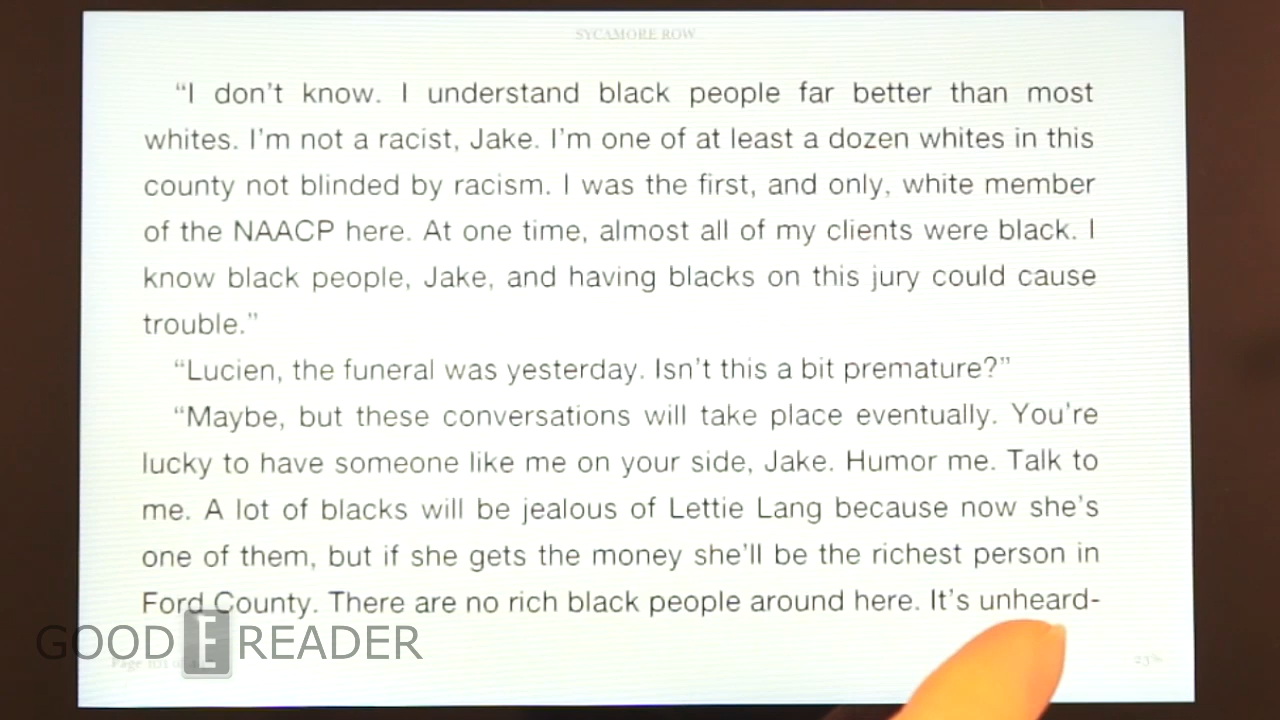 SYCAMORE ROW
“I don’t know. I understand black people far better than most
whites. I’m not a racist, Jake. I’m one of at least a dozen whites in this
county not blinded by racism. I was the first, and only, white member
of the NAACP here. At one time, almost all of my clients were black. I
know black people, Jake, and having blacks on this jury could cause
trouble.”
“Lucien, the funeral was yesterday. Isn’t this a bit premature?”
“Maybe, but these conversations will take place eventually. You’re
lucky to have someone like me on your side, Jake. Humor me. Talk to
me. A lot of blacks will be jealous of Lettie Lang because now she’s
one of them, but if she gets the money she’ll be the richest person in
Ford County. There are no rich black people around here. It’s unheard-
GOOD E READER
Page
23%